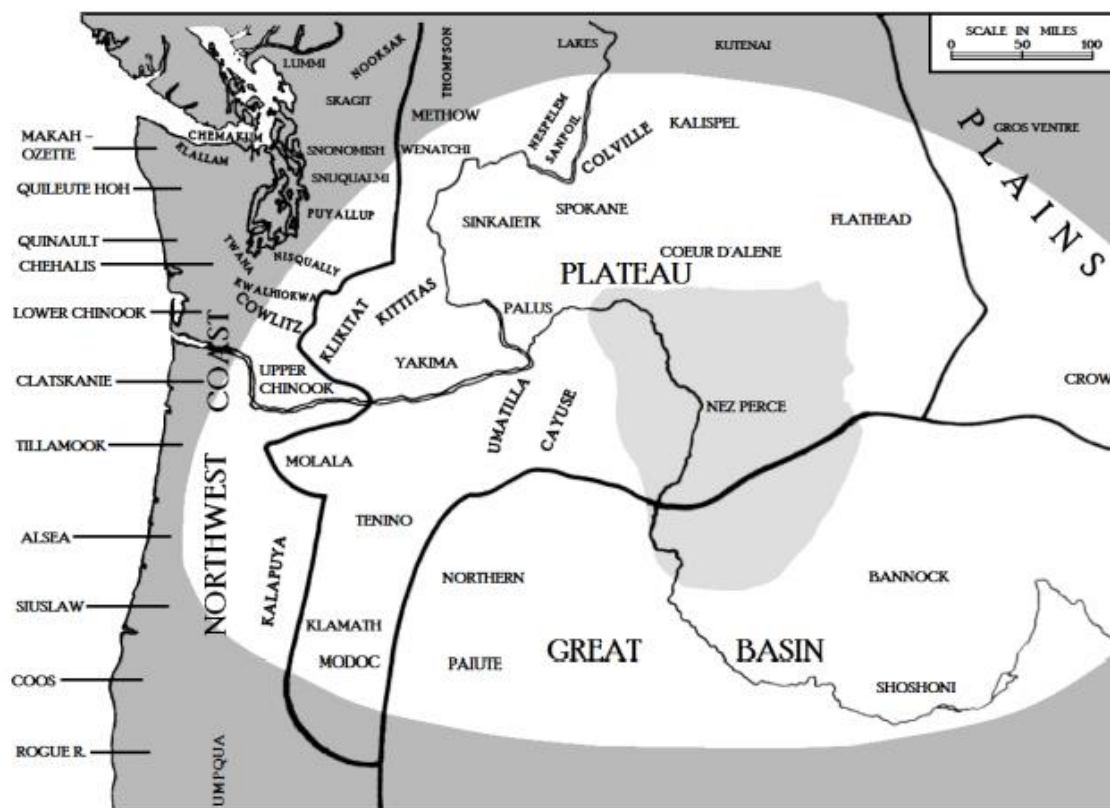 SCALE IN MILES
0 50 100
LAKES
KUTENAI
LUMMI
NOOKSAK
THOMPSON
SKAGIT
METHOW
NESPELEM
SANPOIL
COLVILLE
KALISPEL
PLAINS
GROS VENTRE
MAKAH –
OZETTE
CHEMAKUM
KLALLAM
SNONOMISH
WENATCHI
QUILEUTE HOH
SNUQUALMI
PUYALLUP
SINKAIETK
SPOKANE
FLATHEAD
QUINAULT
TWANA
NISQUALLY
COEUR D'ALENE
CHEHALIS
KWALHIOKWA
PLATEAU
COWLITZ
KLIKITAT
KITTITAS
PALUS
LOWER CHINOOK
UPPER
CHINOOK
YAKIMA
CROW
CLATSKANIE
UMATILLA
CAYUSE
NEZ PERCE
TILLAMOOK
NORTHWEST COAST
MOLALA
TENINO
ALSEA
KALAPUYA
NORTHERN
BANNOCK
SIUSLAW
KLAMATH
MODOC
PAIUTE
GREAT BASIN
COOS
SHOSHONI
ROGUE R.
UMPQUA